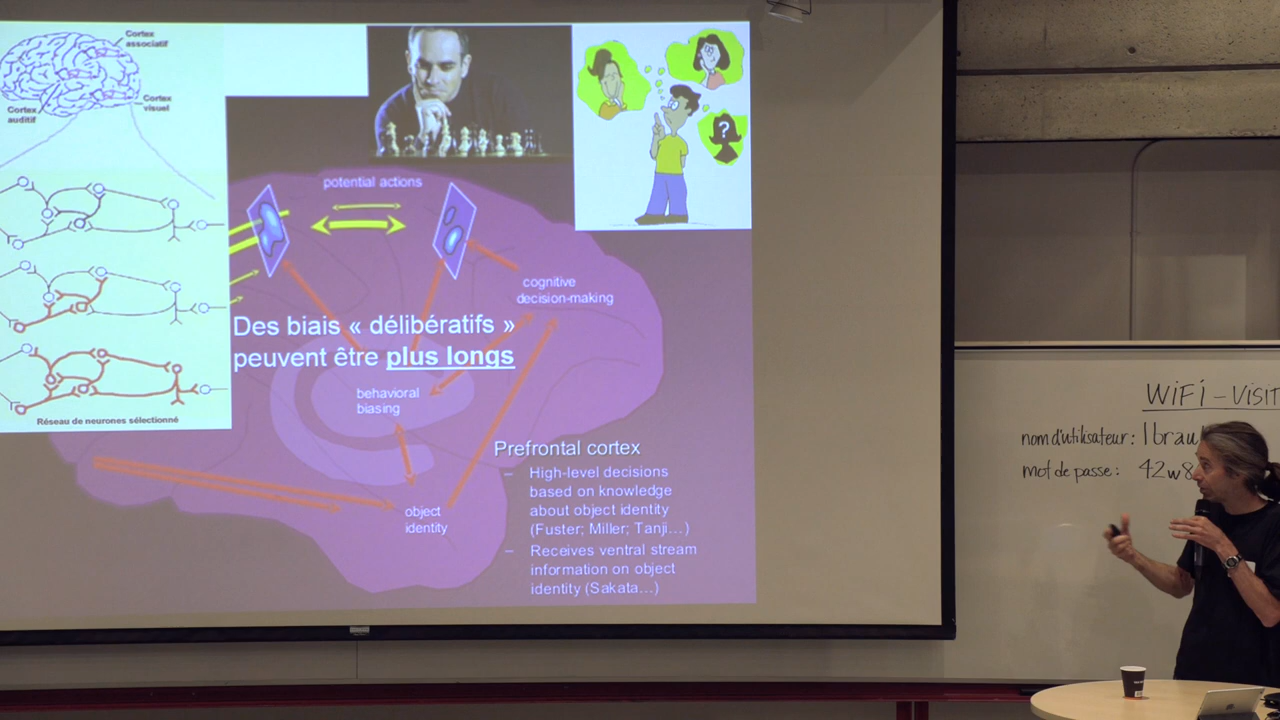 Cortex
associatif
Cortex
visuel
Cortex
auditif
Réseau de neurones sélectionné
potential actions
?
cognitive
decision-making
Des biais « délibératifs »
peuvent être plus longs
behavioral
biasing
object
identity
Prefrontal cortex
– High-level decisions
based on knowledge
about object identity
(Fuster; Miller; Tanji…)
– Receives ventral stream
information on object
identity (Sakata…)
WiFi - VISIT
nom d'utilisateur : Ibrau
mot de passe : 42w8